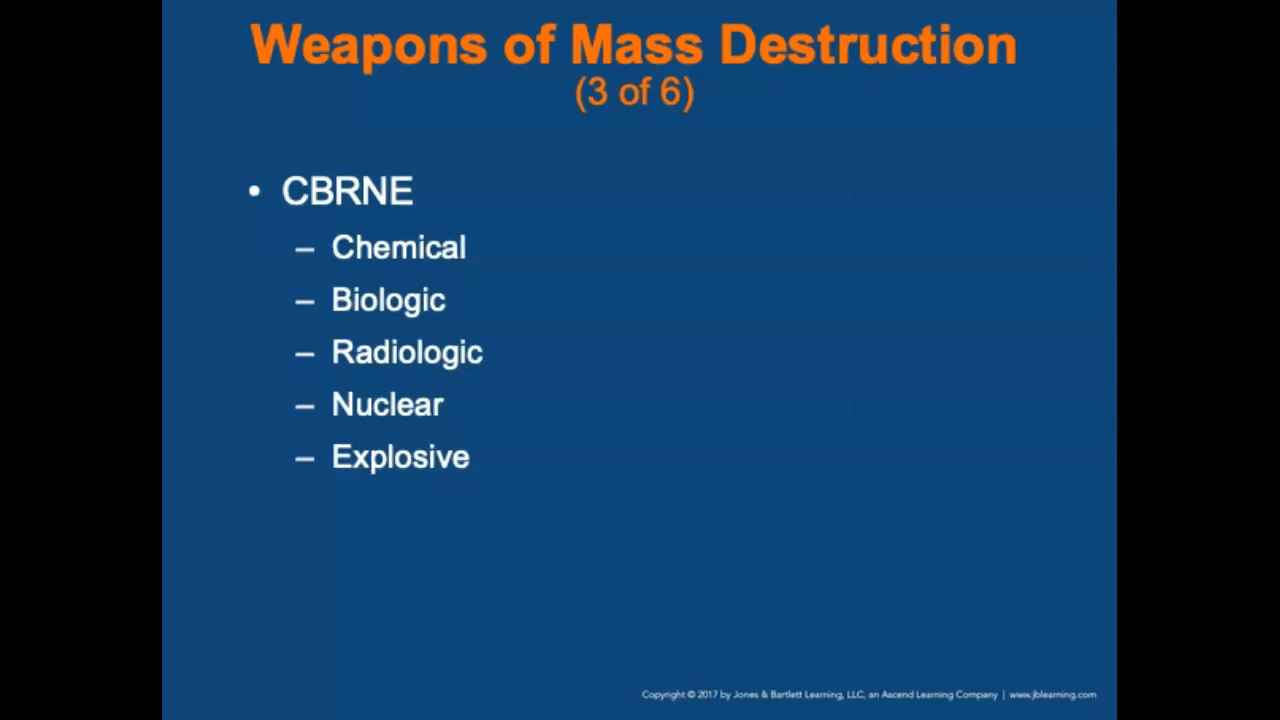 Weapons of Mass Destruction
(3 of 6)
• CBRNE
– Chemical
– Biologic
– Radiologic
– Nuclear
– Explosive
Copyright © 2017 by Jones & Bartlett Learning, LLC, an Ascend Learning Company | www.jblearning.com